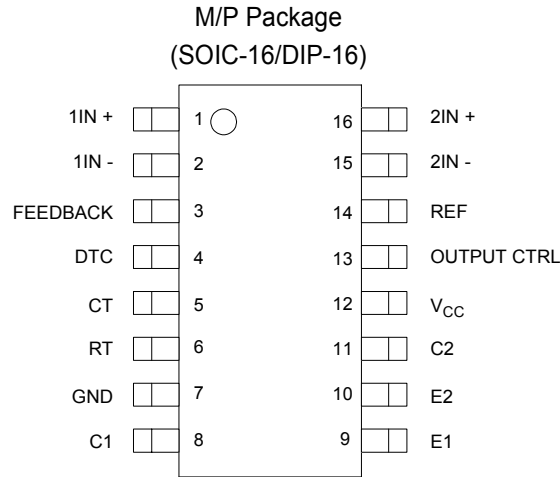 M/P Package
(SOIC-16/DIP-16)
1IN + 1 16 2IN +
1IN - 2 15 2IN -
FEEDBACK 3 14 REF
DTC 4 13 OUTPUT CTRL
CT 5 12 VCC
RT 6 11 C2
GND 7 10 E2
C1 8 9 E1